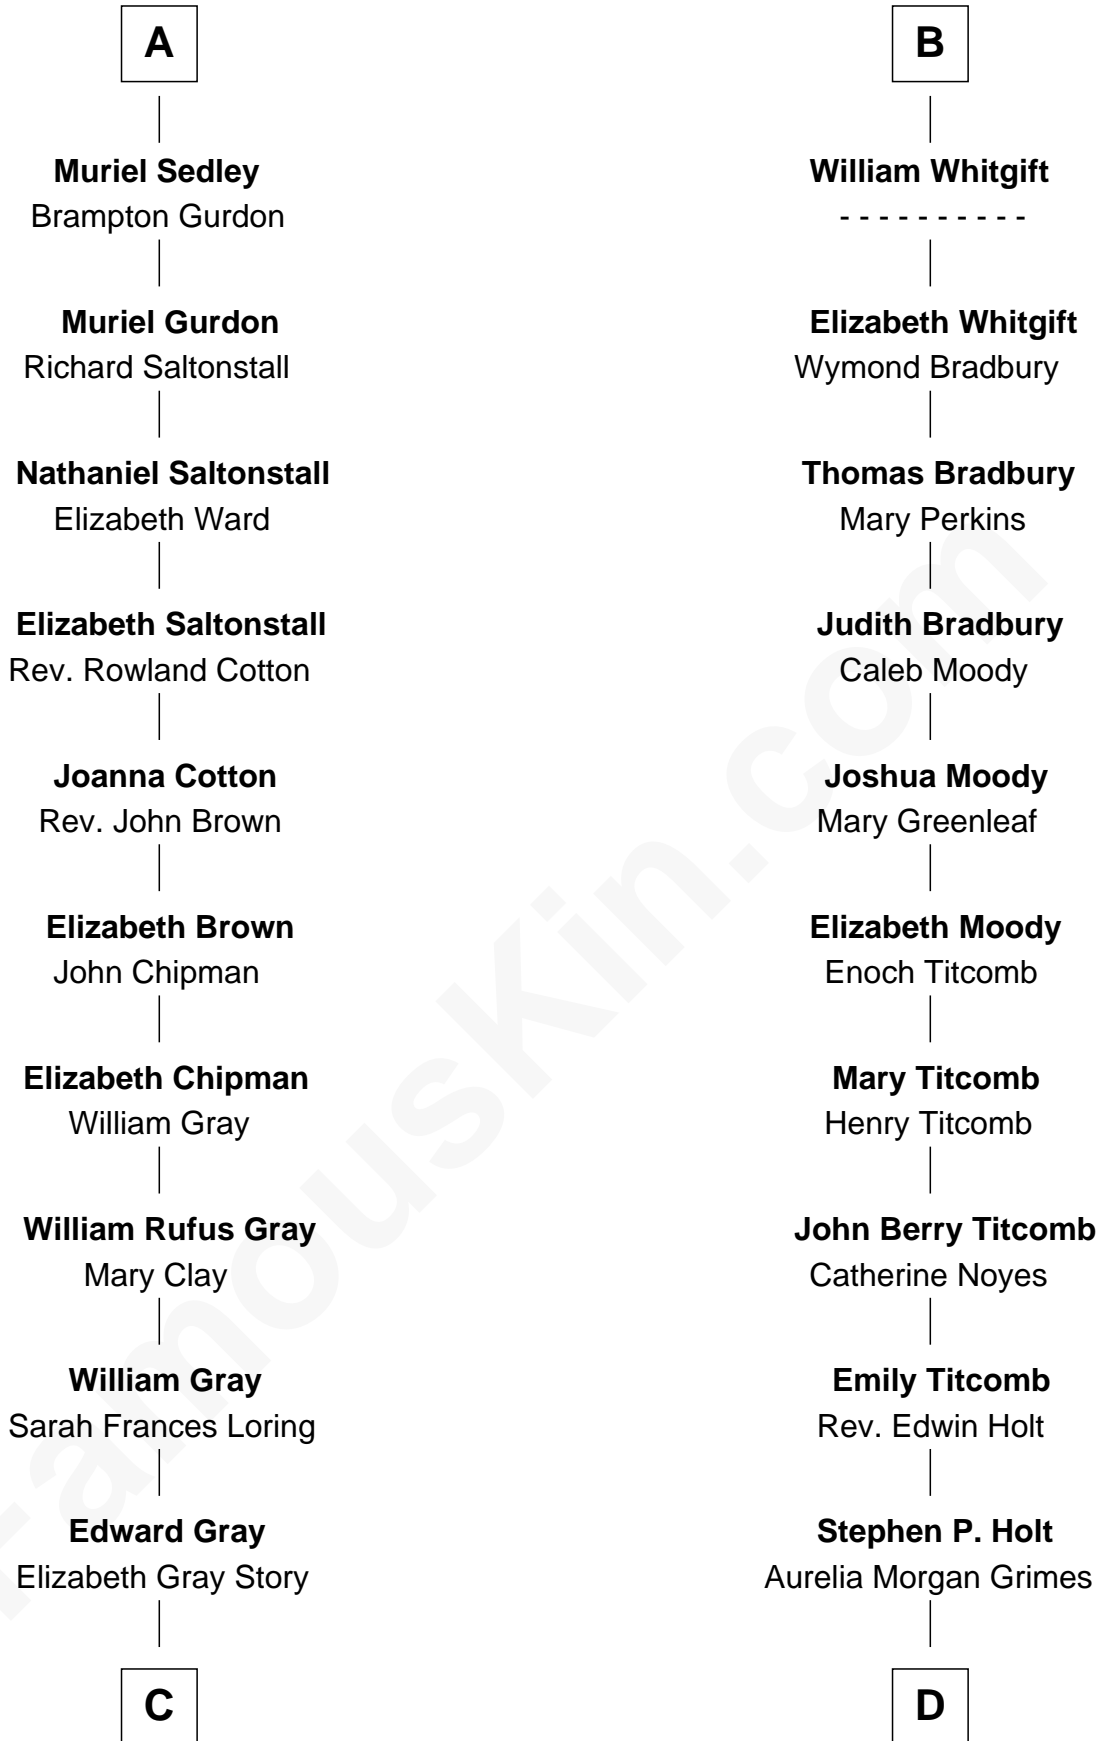 A
Muriel Sedley
Brampton Gurdon
Muriel Gurdon
Richard Saltonstall
Nathaniel Saltonstall
Elizabeth Ward
Elizabeth Saltonstall
Rev. Rowland Cotton
Joanna Cotton
Rev. John Brown
Elizabeth Brown
John Chipman
Elizabeth Chipman
William Gray
William Rufus Gray
Mary Clay
William Gray
Sarah Frances Loring
Edward Gray
Elizabeth Gray Story
C
B
William Whitgift
- - - - - - - - - -
Elizabeth Whitgift
Wymond Bradbury
Thomas Bradbury
Mary Perkins
Judith Bradbury
Caleb Moody
Joshua Moody
Mary Greenleaf
Elizabeth Moody
Enoch Titcomb
Mary Titcomb
Henry Titcomb
John Berry Titcomb
Catherine Noyes
Emily Titcomb
Rev. Edwin Holt
Stephen P. Holt
Aurelia Morgan Grimes
D
FamousKin.com